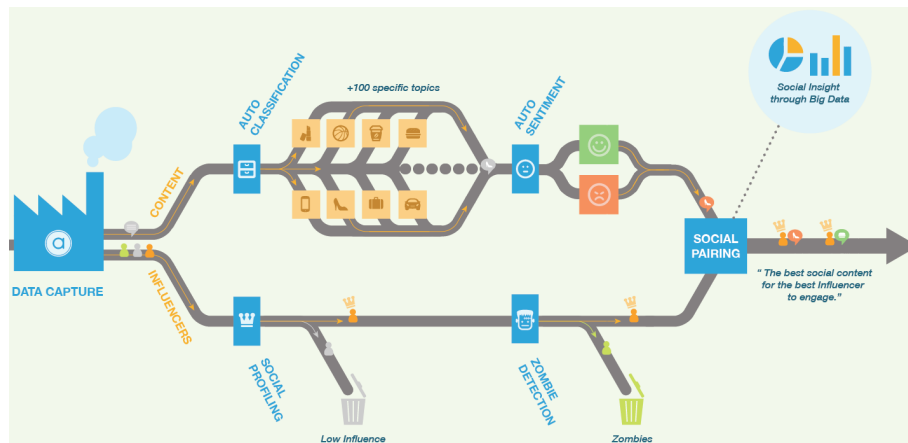 +100 specific topics
AUTO
CLASSIFICATION
AUTO
SENTIMENT
Social Insight
through Big Data
CONTENT
a
DATA CAPTURE
INFLUENCERS
SOCIAL
PAIRING
" The best social content
for the best Influencer
to engage."
SOCIAL
PROFILING
ZOMBIE
DETECTION
Low Influence
Zombies